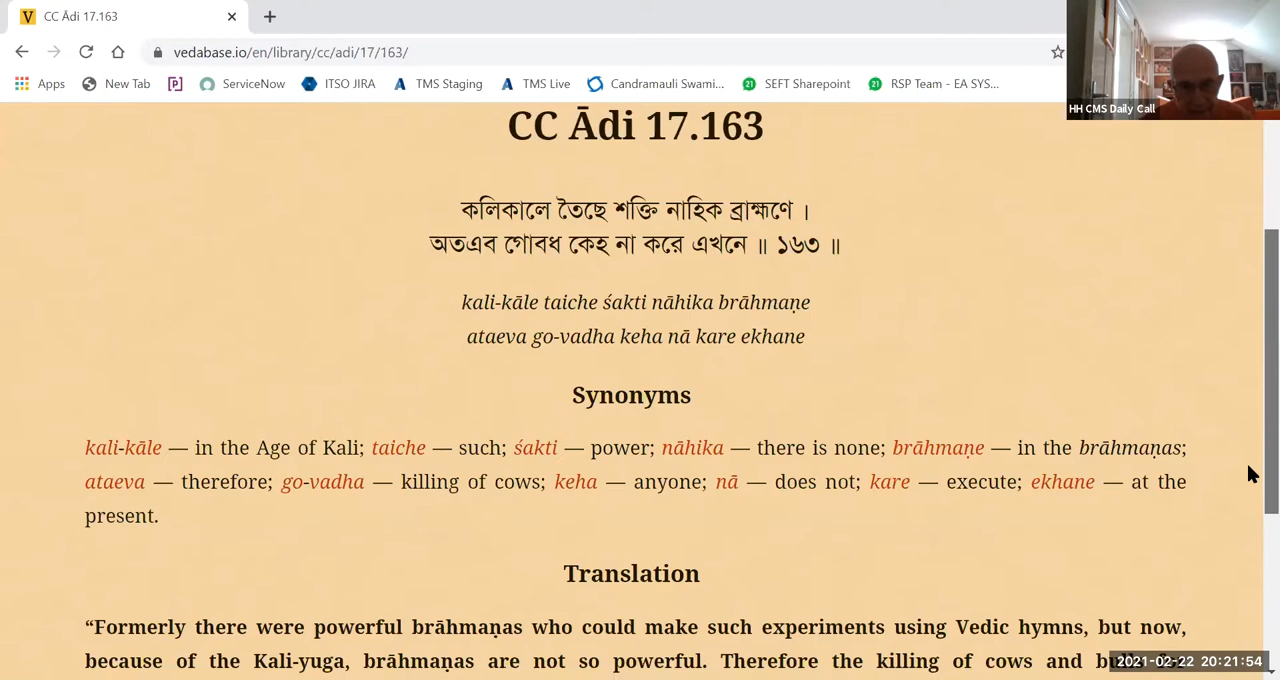 CC Ādi 17.163
vedabase.io/en/library/cc/adi/17/163/
Apps New Tab ServiceNow ITSO JIRA TMS Staging TMS Live Candramauli Swami... SEFT Sharepoint RSP Team - EA SYS...
HH CMS Daily Call
CC Ādi 17.163
কলিকালে তৈছে শক্তি নাহিক ব্রাহ্মণে ।
অতএব গোবধ কেহ না করে এখনে ॥ ১৬৩ ॥
kali-kāle taiche śakti nāhika brāhmaṇe
ataeva go-vadha keha nā kare ekhane
Synonyms
kali-kāle — in the Age of Kali; taiche — such; śakti — power; nāhika — there is none; brāhmaṇe — in the brāhmaṇas;
ataeva — therefore; go-vadha — killing of cows; keha — anyone; nā — does not; kare — execute; ekhane — at the
present.
Translation
“Formerly there were powerful brāhmaṇas who could make such experiments using Vedic hymns, but now,
because of the Kali-yuga, brāhmaṇas are not so powerful. Therefore the killing of cows and
2021-02-22 20:21:54